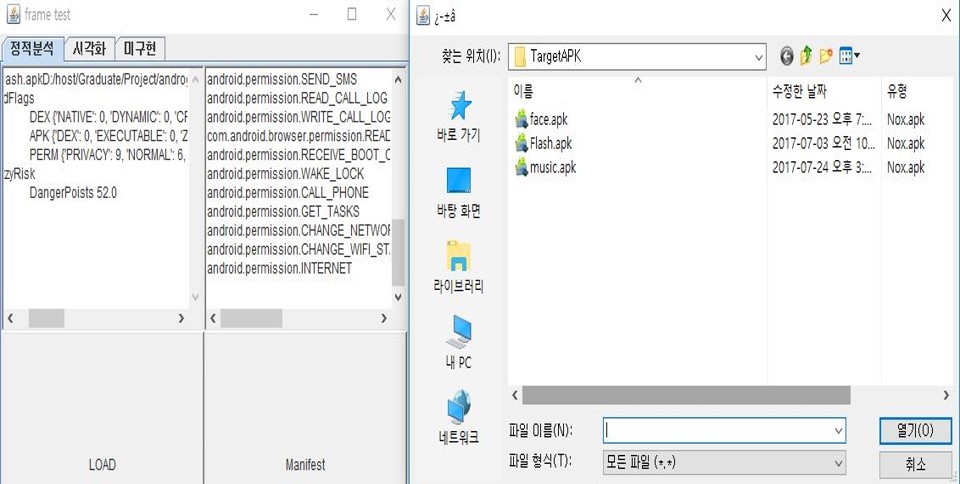 frame test
정적분석 시각화 미구현
ash.apkD:/host/Graduate/Project/androg
dFlags
DEX {'NATIVE': 0, 'DYNAMIC': 0, 'CF
APK {'DEX': 0, 'EXECUTABLE': 0, 'Z
PERM {'PRIVACY': 9, 'NORMAL': 6,
zyRisk
DangerPoists 52.0
android.permission.SEND_SMS
android.permission.READ_CALL_LOG
android.permission.WRITE_CALL_LOG
com.android.browser.permission.READ
android.permission.RECEIVE_BOOT_C
android.permission.WAKE_LOCK
android.permission.CALL_PHONE
android.permission.GET_TASKS
android.permission.CHANGE_NETWOR
android.permission.CHANGE_WIFI_ST
android.permission.INTERNET
LOAD
Manifest
¿­±â
찾는 위치(I):
TargetAPK
바로 가기
바탕 화면
라이브러리
내 PC
네트워크
이름 수정한 날짜 유형
face.apk 2017-05-23 오후 7:... Nox.apk
Flash.apk 2017-07-03 오전 10... Nox.apk
music.apk 2017-07-24 오후 3:... Nox.apk
파일 이름(N):
열기(O)
파일 형식(T):
모든 파일 (*.*)
취소